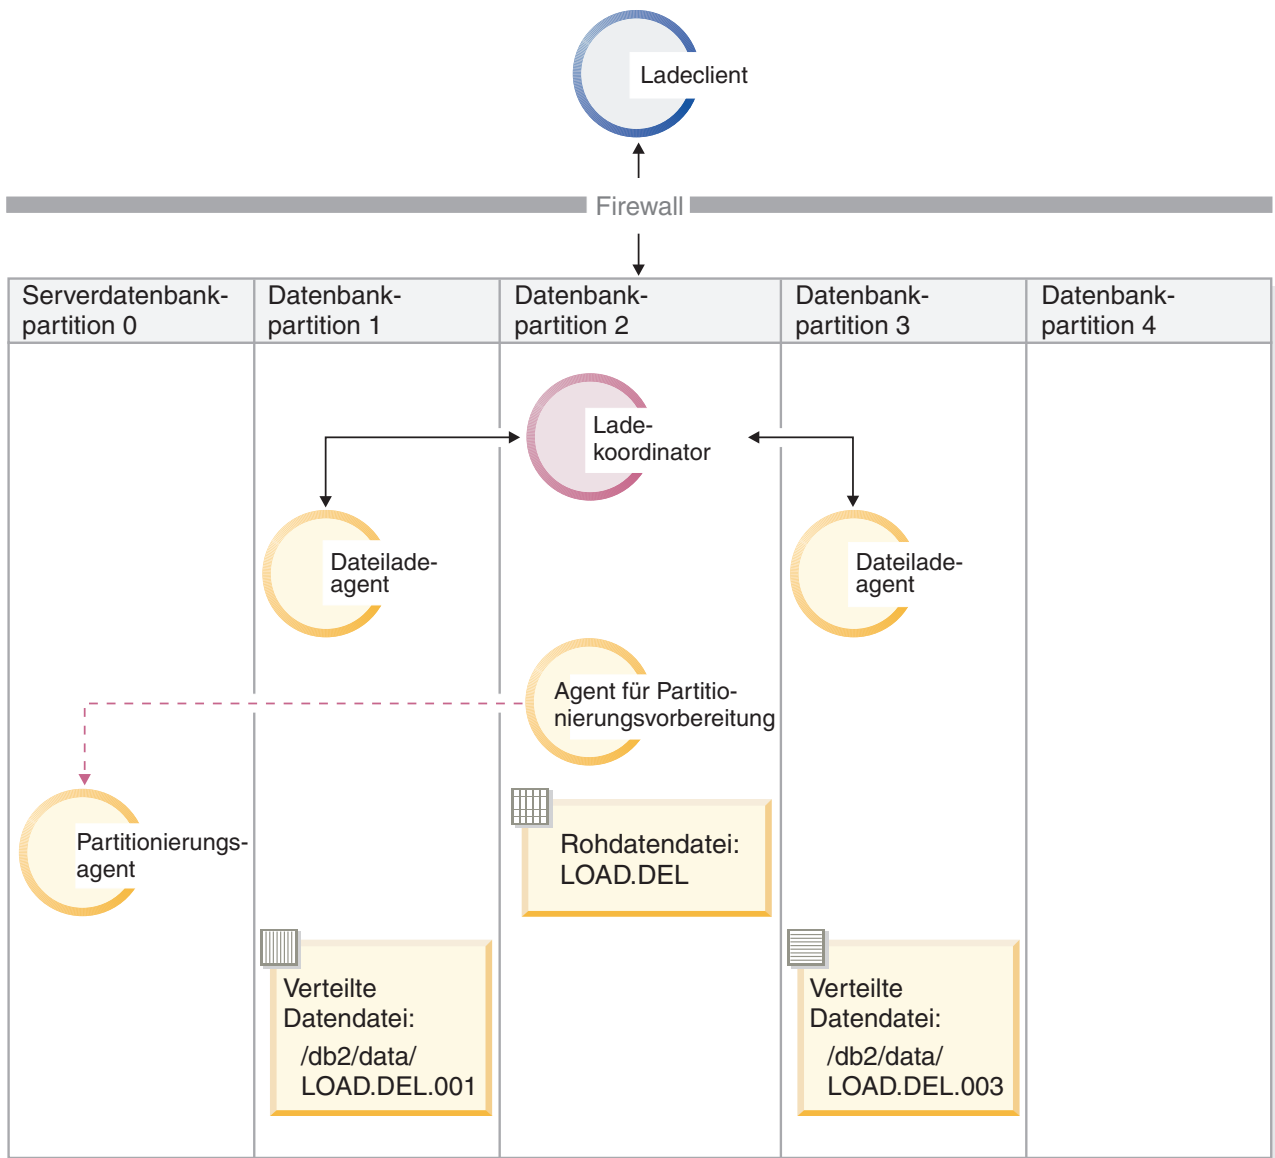 Ladeclient
Firewall
Serverdatenbank-
partition 0
Datenbank-
partition 1
Datenbank-
partition 2
Datenbank-
partition 3
Datenbank-
partition 4
Lade-
koordinator
Dateilade-
agent
Dateilade-
agent
Agent für Partitio-
nierungsvorbereitung
Partitionierungs-
agent
Rohdatendatei:
LOAD.DEL
Verteilte
Datendatei:
/db2/data/
LOAD.DEL.001
Verteilte
Datendatei:
/db2/data/
LOAD.DEL.003